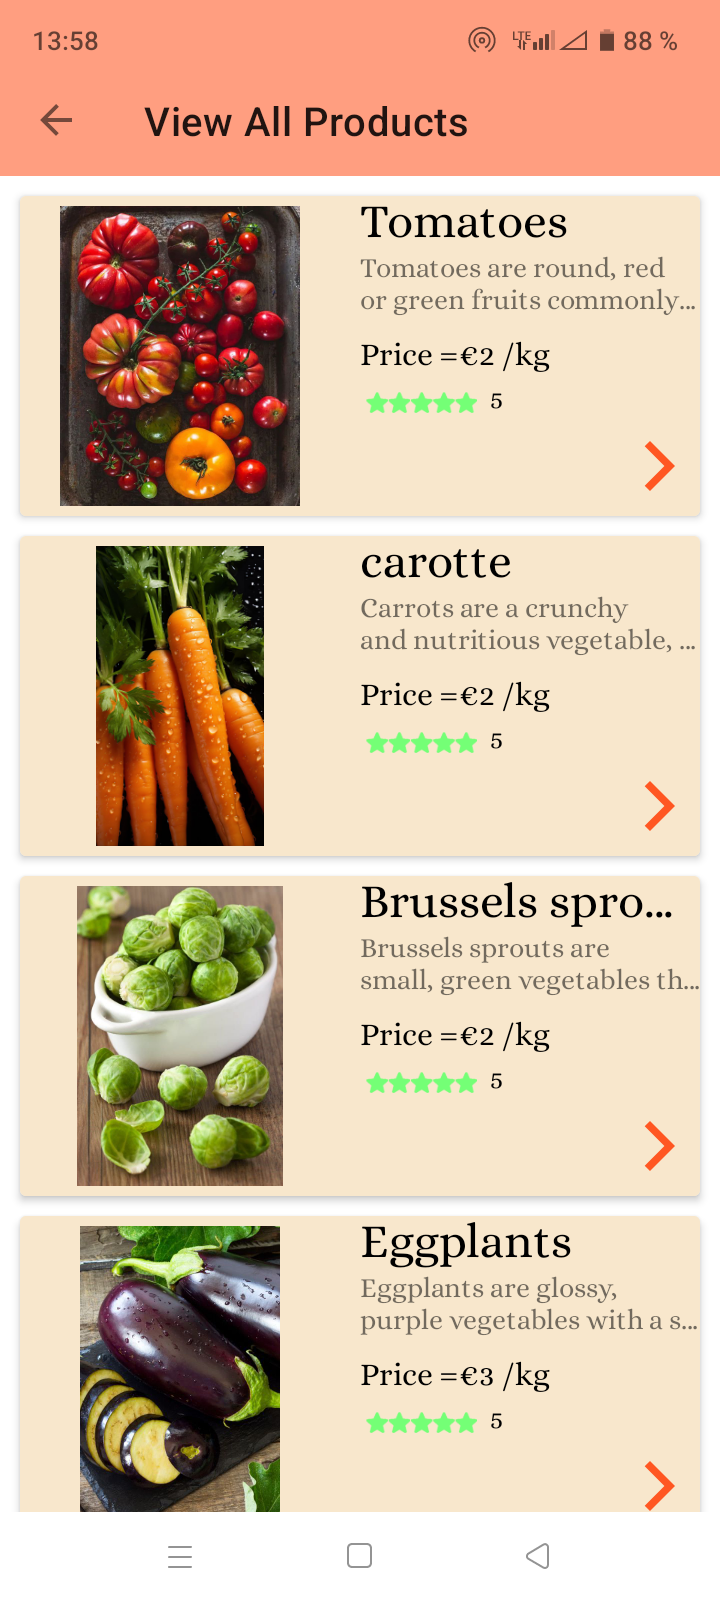 13:58
LTE
88 %
View All Products
Tomatoes
Tomatoes are round, red
or green fruits commonly...
Price =€2 /kg
5
carotte
Carrots are a crunchy
and nutritious vegetable, ...
Price =€2 /kg
5
Brussels spro...
Brussels sprouts are
small, green vegetables th...
Price =€2 /kg
5
Eggplants
Eggplants are glossy,
purple vegetables with a s...
Price =€3 /kg
5